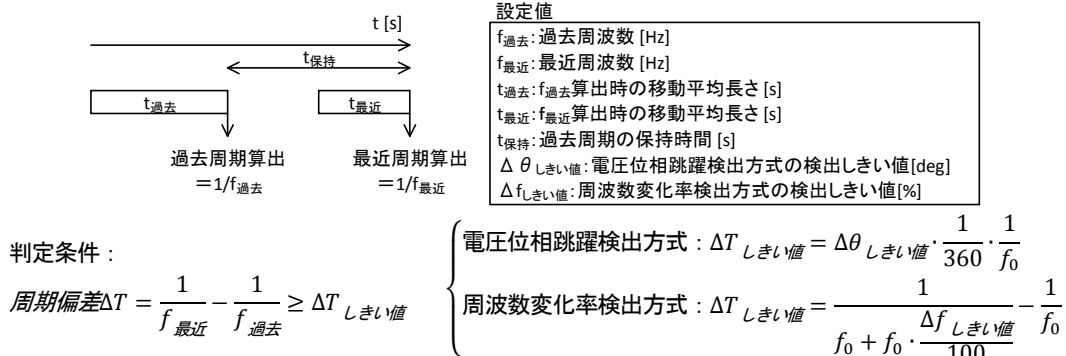 t [s]
t保持
t過去
t最近
過去周期算出
＝1/f過去
最近周期算出
＝1/f最近
設定値
f過去: 過去周波数 [Hz]
f最近: 最近周波数 [Hz]
t過去: f過去算出時の移動平均長さ [s]
t最近: f最近算出時の移動平均長さ [s]
t保持: 過去周期の保持時間 [s]
Δθしきい値: 電圧位相跳躍検出方式の検出しきい値[deg]
Δfしきい値: 周波数変化率検出方式の検出しきい値[%]
判定条件：
周期偏差ΔT = 1/f最近 − 1/f過去 ≥ ΔTしきい値
電圧位相跳躍検出方式：ΔTしきい値 = Δθしきい値 · 1/360 · 1/f0
周波数変化率検出方式：ΔTしきい値 = 1/(f0 + f0 · Δfしきい値/100) − 1/f0